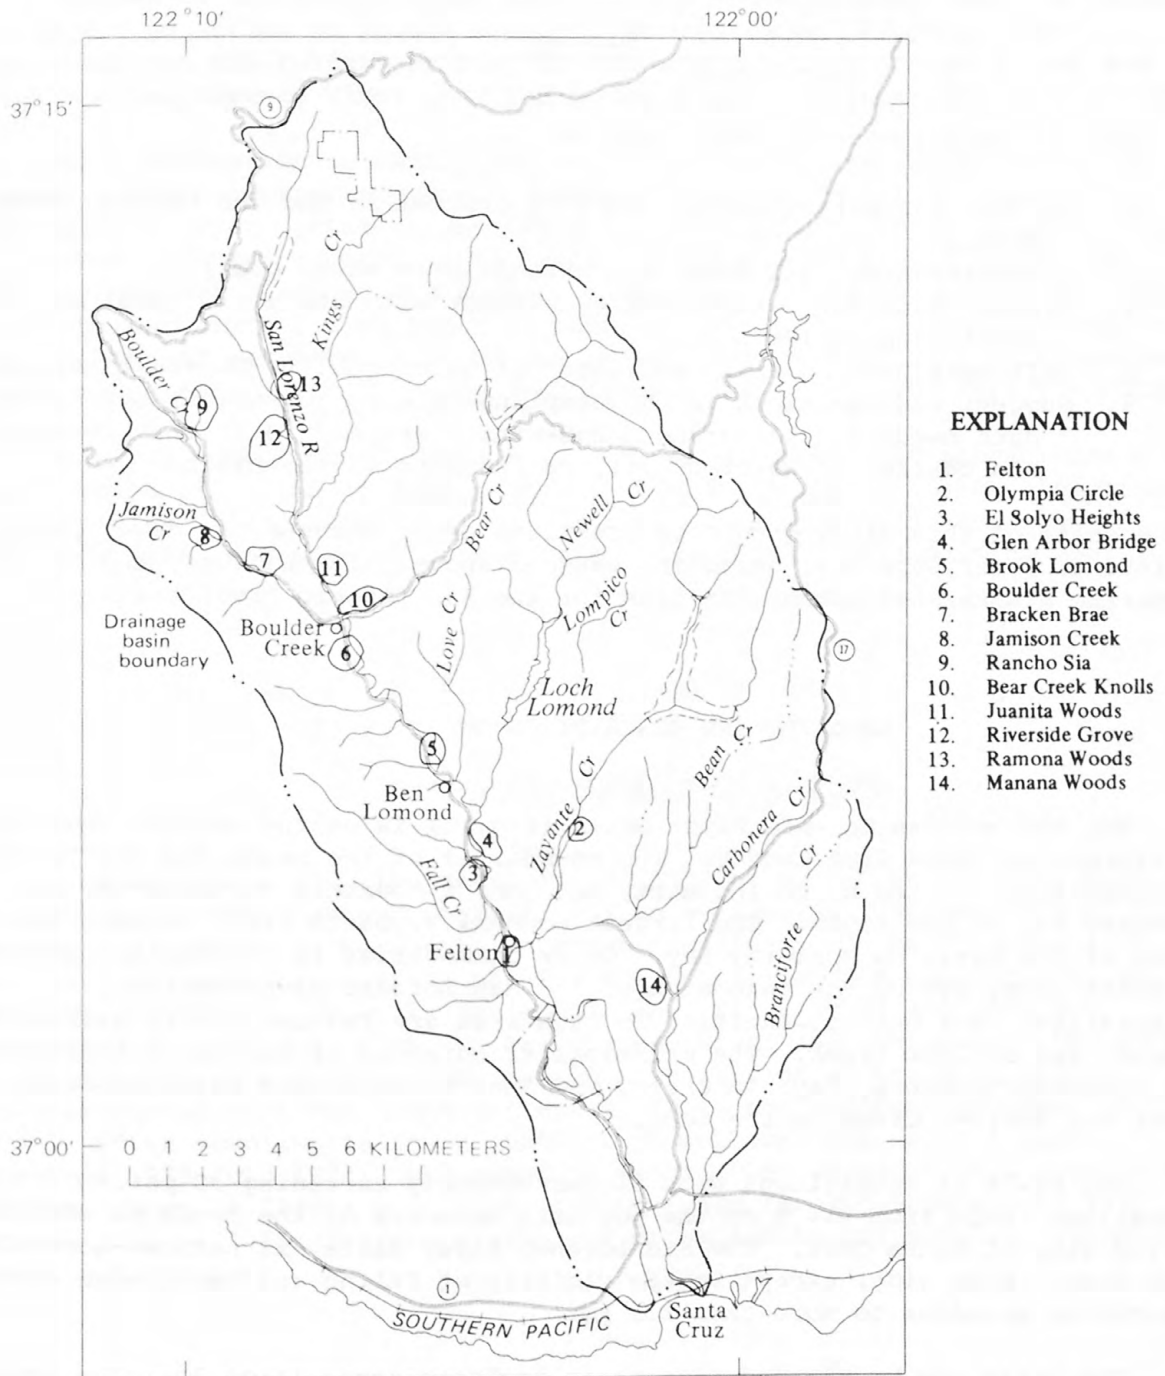 122°10'
122°00'
37°15'
9
Kings Cr
San Lorenzo R
Boulder Cr
13
9
12
EXPLANATION
1. Felton
2. Olympia Circle
3. El Solyo Heights
4. Glen Arbor Bridge
5. Brook Lomond
6. Boulder Creek
7. Bracken Brae
8. Jamison Creek
9. Rancho Sia
10. Bear Creek Knolls
11. Juanita Woods
12. Riverside Grove
13. Ramona Woods
14. Manana Woods
Jamison
Cr
Bear Cr
Newell Cr
8
7
11
10
Lompico
Cr
Love Cr
Drainage
basin
boundary
Boulder
Creek
6
17
Loch
Lomond
5
Ben
Lomond
Bean Cr
Zayante Cr
2
4
3
Carbonera Cr
Fall Cr
Branciforte Cr
Felton
1
14
37°00'
0 1 2 3 4 5 6 KILOMETERS
1
SOUTHERN PACIFIC
Santa
Cruz